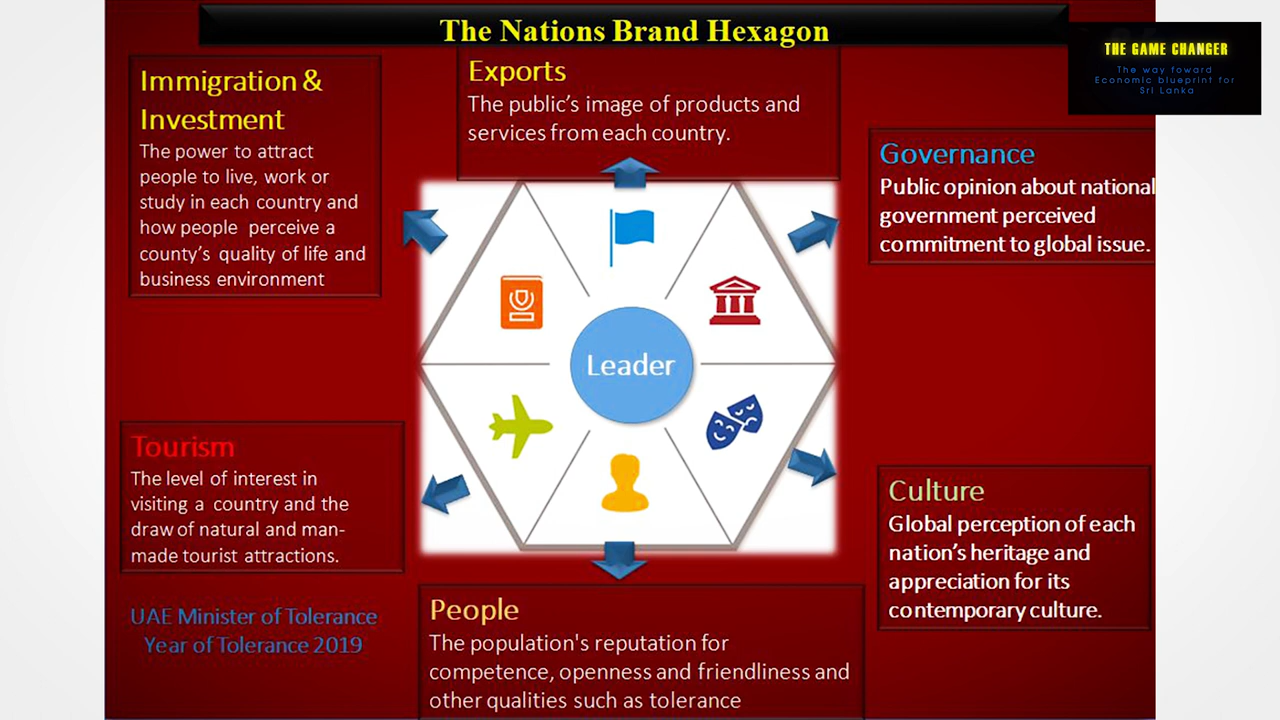 The Nations Brand Hexagon
THE GAME CHANGER
The way foward
Economic blueprint for
Sri Lanka
Immigration &
Investment
The power to attract
people to live, work or
study in each country and
how people perceive a
county’s quality of life and
business environment
Exports
The public’s image of products and
services from each country.
Governance
Public opinion about national
government perceived
commitment to global issue.
Leader
Tourism
The level of interest in
visiting a country and the
draw of natural and man-
made tourist attractions.
Culture
Global perception of each
nation’s heritage and
appreciation for its
contemporary culture.
UAE Minister of Tolerance
Year of Tolerance 2019
People
The population's reputation for
competence, openness and friendliness and
other qualities such as tolerance